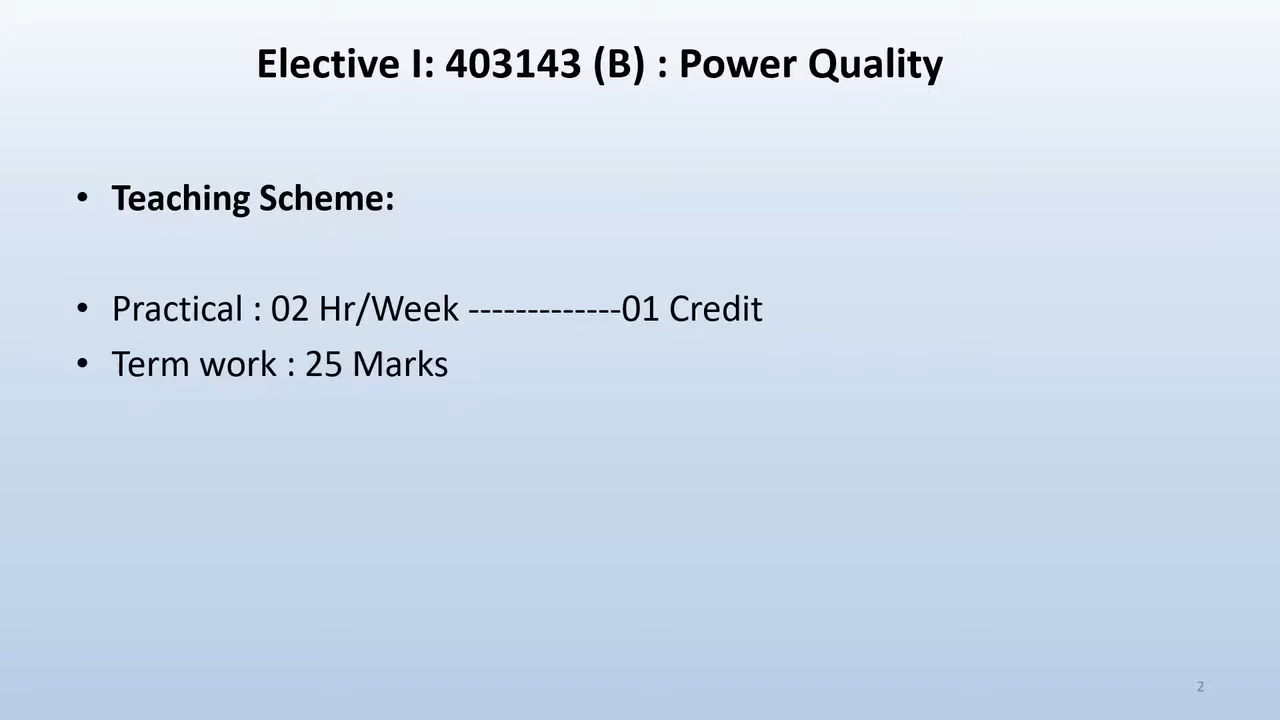 Elective I: 403143 (B) : Power Quality
• Teaching Scheme:
• Practical : 02 Hr/Week -------------01 Credit
• Term work : 25 Marks
2